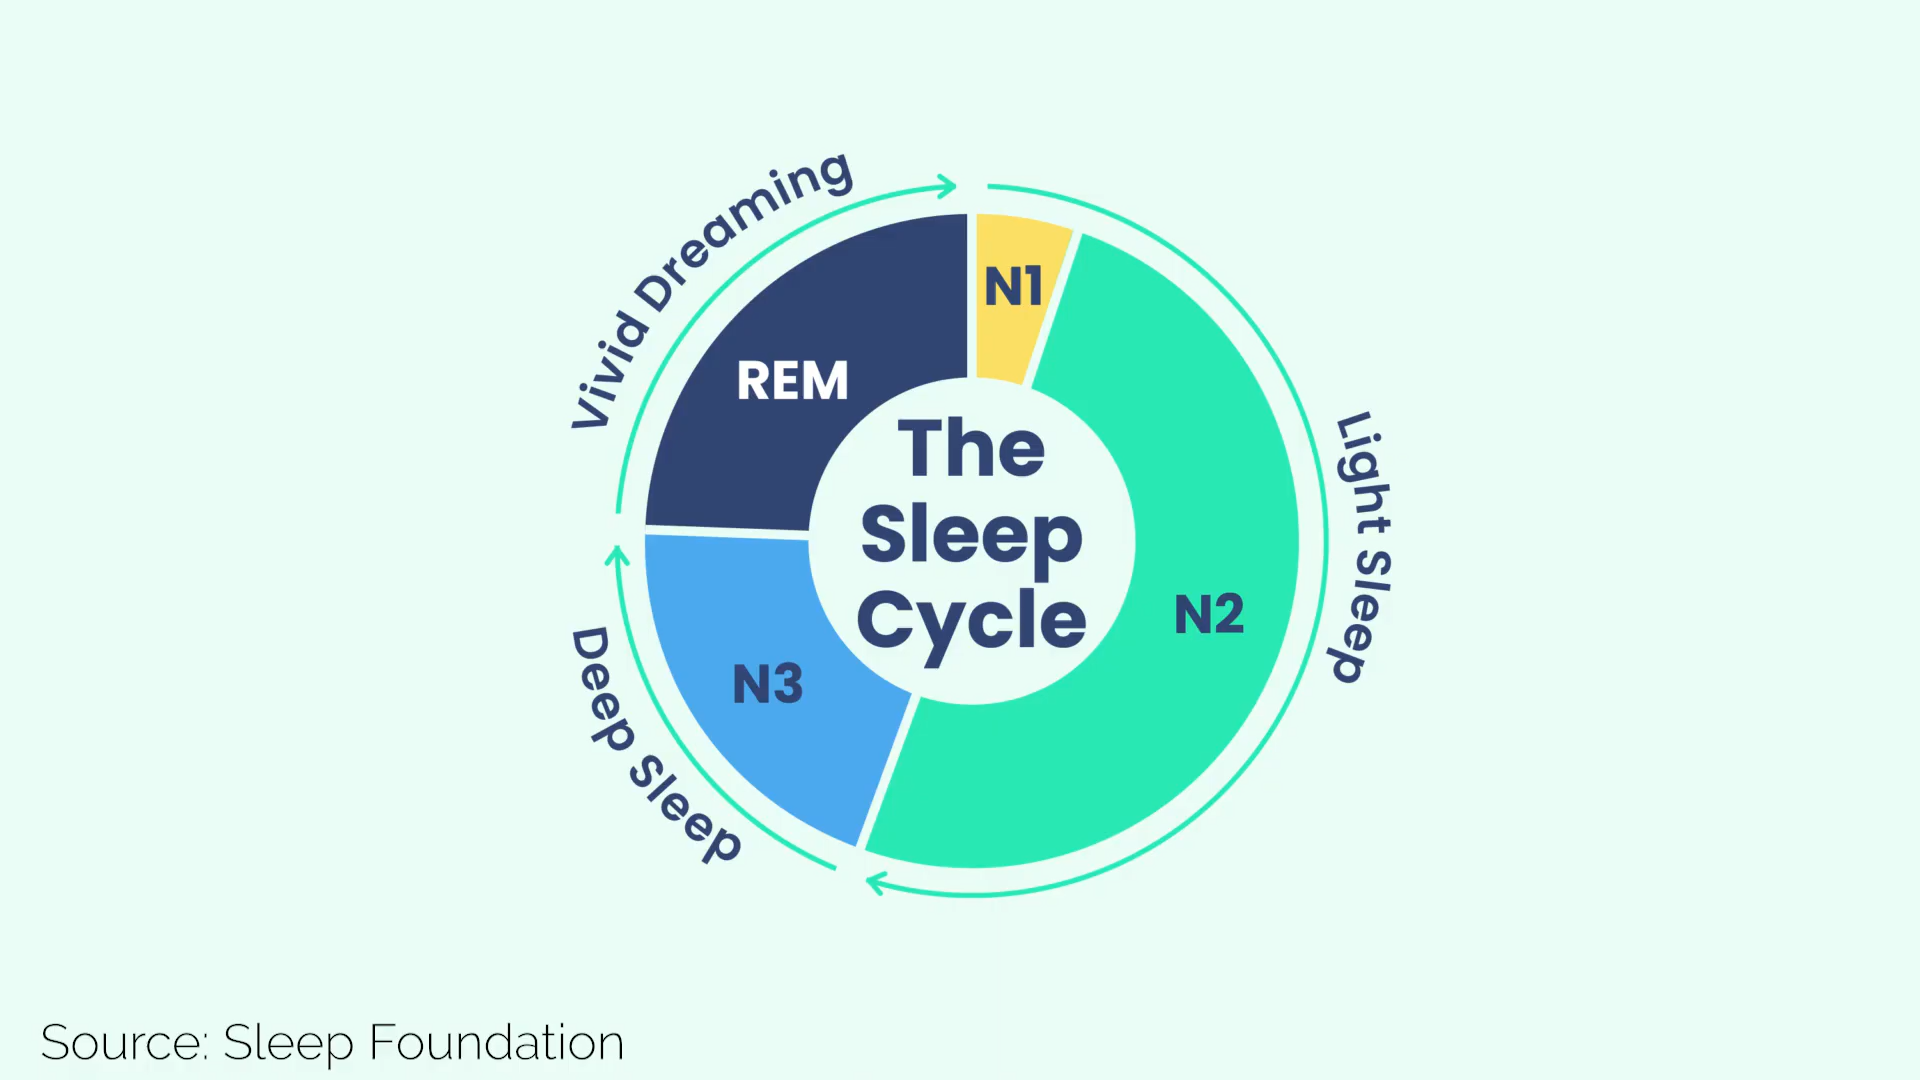 Vivid Dreaming
N1
REM
The
Sleep
Cycle
Light Sleep
N2
N3
Deep Sleep
Source: Sleep Foundation